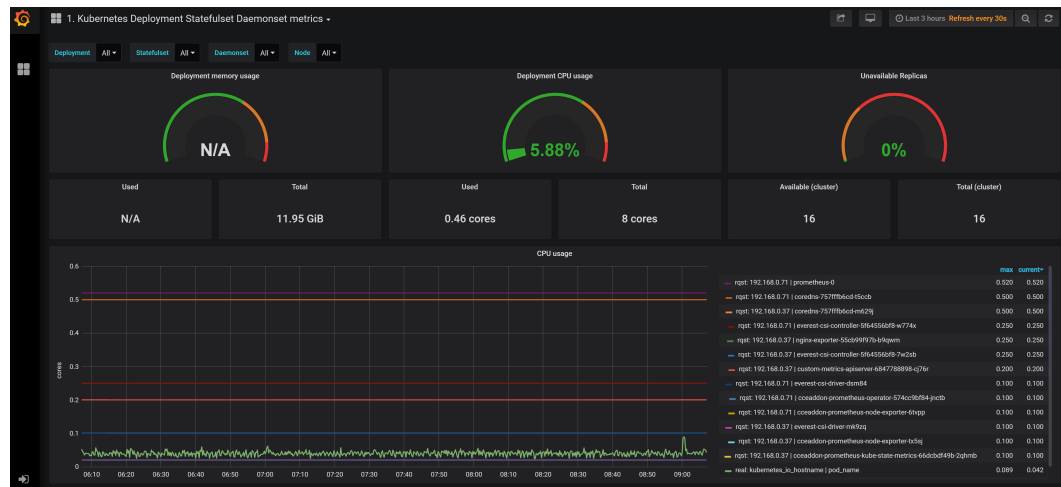 1. Kubernetes Deployment Statefulset Daemonset metrics
Last 3 hours Refresh every 30s
Deployment All Statefulset All Daemonset All Node All
Deployment memory usage
N/A
Deployment CPU usage
5.88%
Unavailable Replicas
0%
Used
N/A
Total
11.95 GiB
Used
0.46 cores
Total
8 cores
Available (cluster)
16
Total (cluster)
16
CPU usage
cores
0.6
0.5
0.4
0.3
0.2
0.1
0
06:10 06:20 06:30 06:40 06:50 07:00 07:10 07:20 07:30 07:40 07:50 08:00 08:10 08:20 08:30 08:40 08:50 09:00
max current
rqst: 192.168.0.71 | prometheus-0 0.520 0.520
rqst: 192.168.0.71 | coredns-757fffb6cd-t5ccb 0.500 0.500
rqst: 192.168.0.37 | coredns-757fffb6cd-m629j 0.500 0.500
rqst: 192.168.0.71 | everest-csi-controller-5f64556bf8-w774x 0.250 0.250
rqst: 192.168.0.71 | nginx-exporter-55cb99f97b-b9qwm 0.250 0.250
rqst: 192.168.0.37 | everest-csi-controller-5f64556bf8-7w2sb 0.250 0.250
rqst: 192.168.0.37 | custom-metrics-apiserver-6847788898-cj76r 0.200 0.200
rqst: 192.168.0.71 | everest-csi-driver-dsm84 0.100 0.100
rqst: 192.168.0.71 | cceaddon-prometheus-operator-574cc9bf84-jnctb 0.100 0.100
rqst: 192.168.0.71 | cceaddon-prometheus-node-exporter-6tvpp 0.100 0.100
rqst: 192.168.0.37 | everest-csi-driver-mk9zq 0.100 0.100
rqst: 192.168.0.37 | cceaddon-prometheus-node-exporter-tx5sj 0.100 0.100
rqst: 192.168.0.37 | cceaddon-prometheus-kube-state-metrics-66dcbdf49b-2qhmb 0.100 0.100
real: kubernetes_io_hostname | pod_name 0.089 0.042